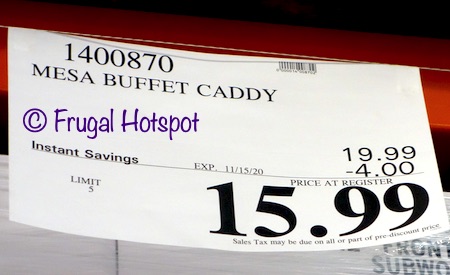 1400870
MESA BUFFET CADDY
© Frugal Hotspot
19.99
Instant Savings EXP. 11/15/20 -4.00
LIMIT PRICE AT REGISTER
5
15.99
Sales Tax may be due on all or part of pre-discount price.
SUBWO